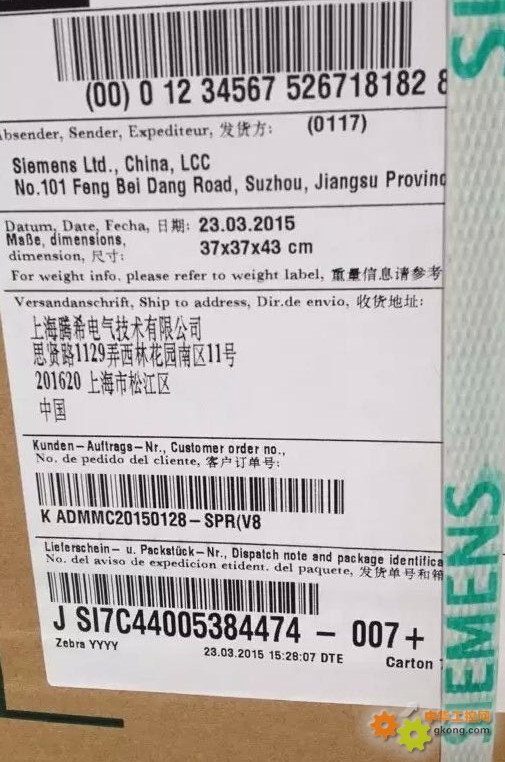 (00) 0 12 34567 526718182 8
Absender, Sender, Expediteur, 发货方: (0117)
Siemens Ltd., China, LCC
No.101 Feng Bei Dang Road, Suzhou, Jiangsu Provinc
Datum, Date, Fecha, 日期: 23.03.2015
Maße, dimensions,
dimension, 尺寸: 37x37x43 cm
For weight info. please refer to weight label, 重量信息请参考
Versandanschrift, Ship to address, Dir.de envio, 收货地址:
上海腾希电气技术有限公司
思贤路1129弄西林花园南区11号
201620 上海市松江区
中国
Kunden-Auftrags-Nr., Customer order no.,
No. de pedido del cliente, 客户订单号:
K ADMMC20150128-SPR(V8
Lieferschein- u. Packstück-Nr., Dispatch note and package identifica
No. del aviso de expedicion etident. del paquete, 发货单号和箱
J SI7C44005384474 - 007+
Zebra YYYY
23.03.2015 15:28:07 DTE
Carton
SI
SIEMENS
中华工控网
gkong.com